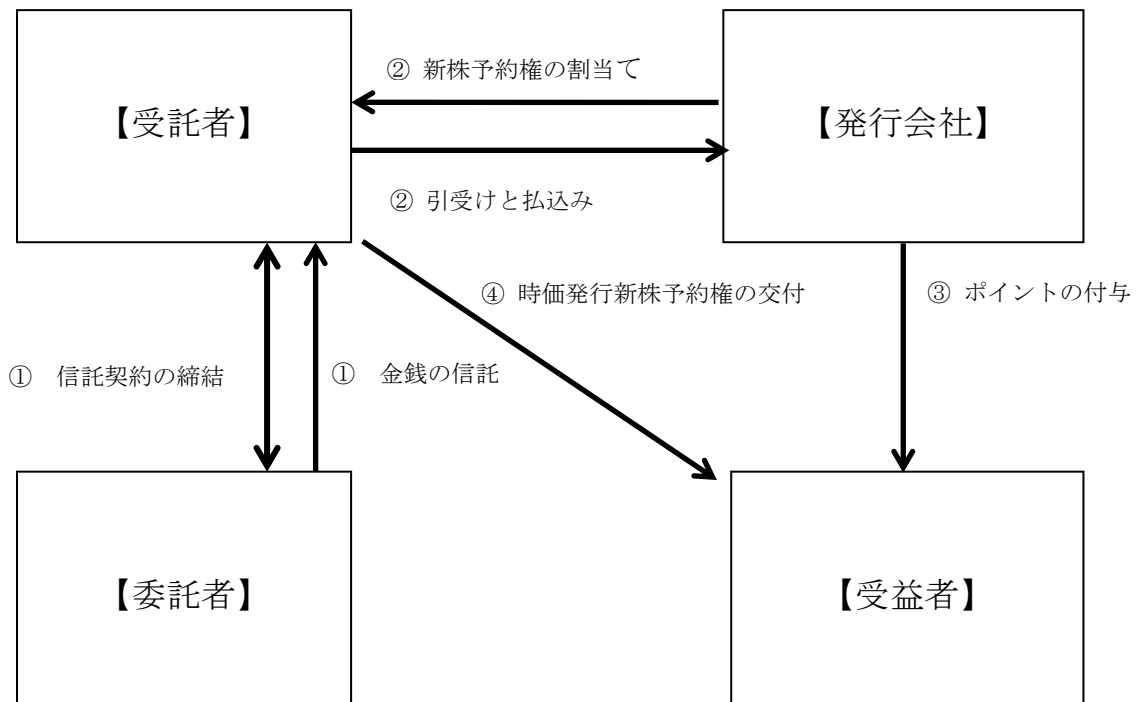 ② 新株予約権の割当て
【受託者】
【発行会社】
② 引受けと払込み
④ 時価発行新株予約権の交付
③ ポイントの付与
① 信託契約の締結
① 金銭の信託
【委託者】
【受益者】